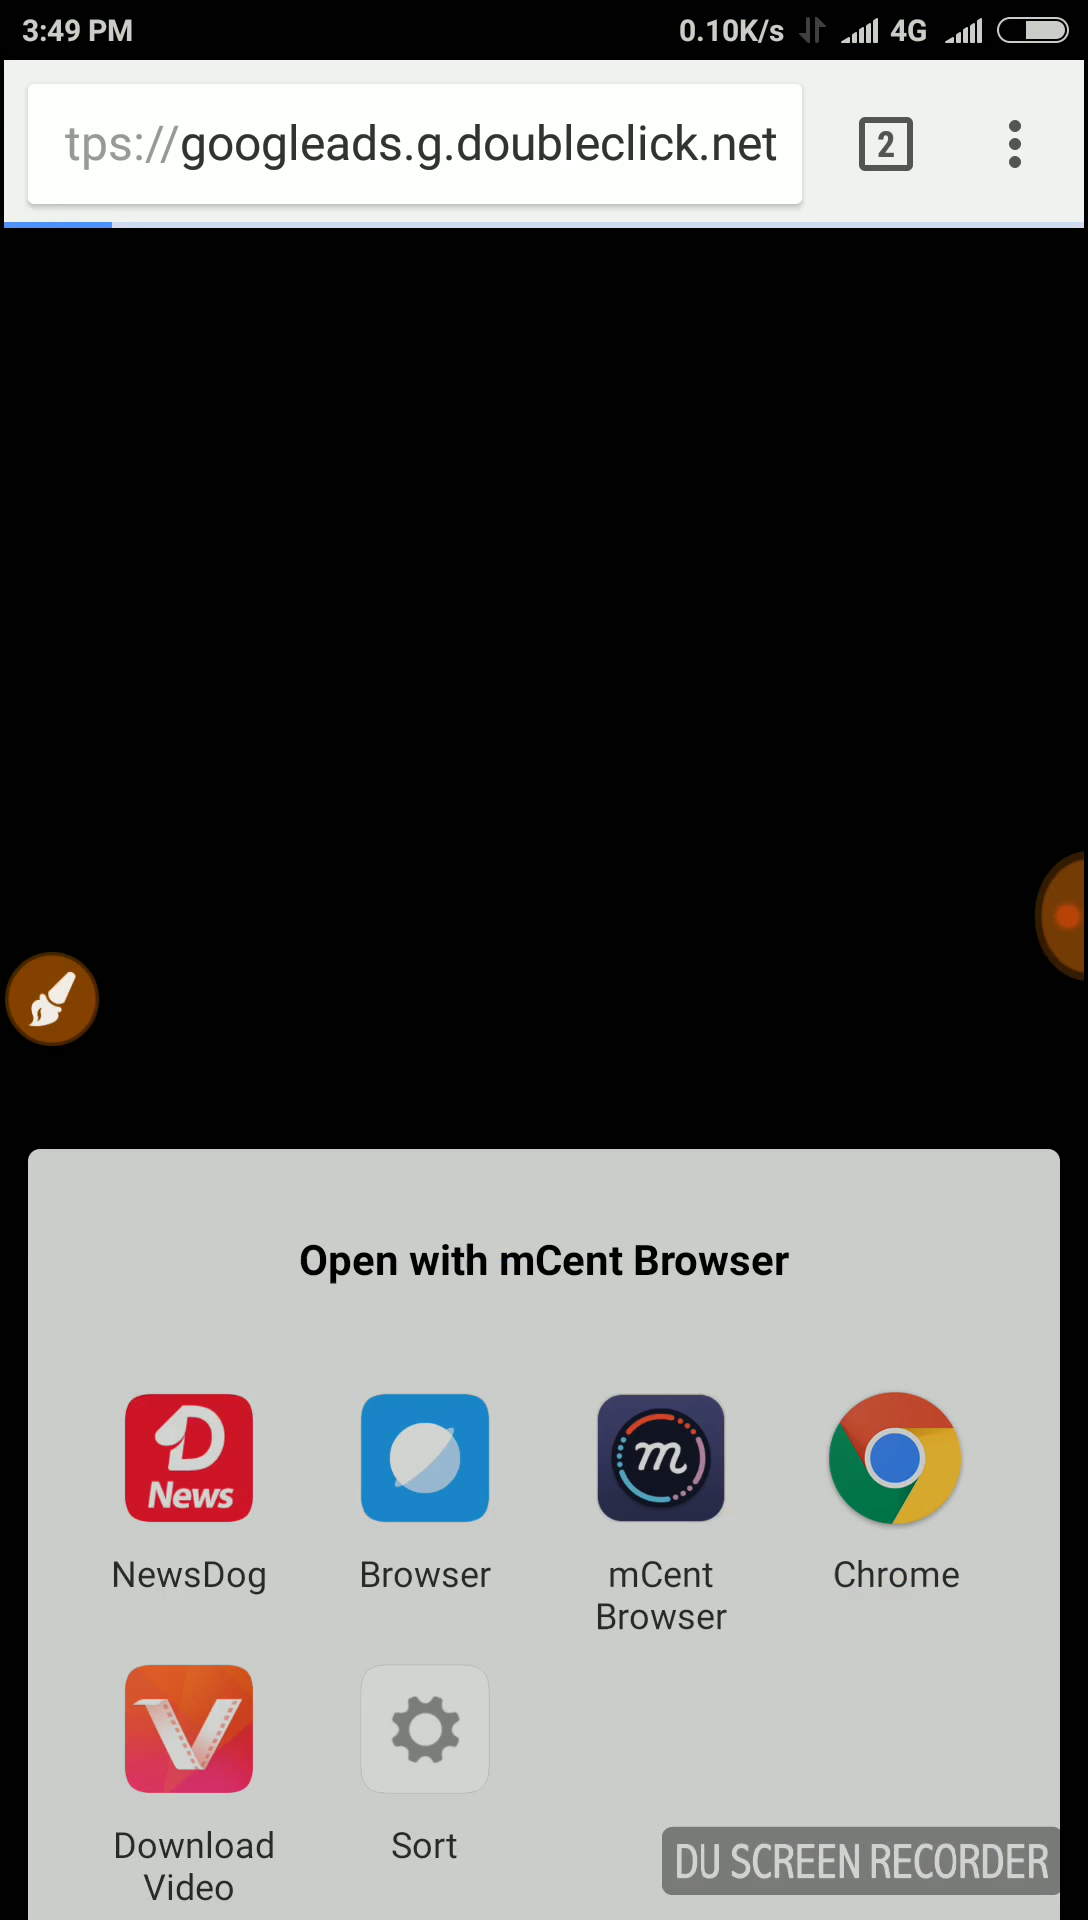 3:49 PM 0.10K/s 4G
tps://googleads.g.doubleclick.net 2
Open with mCent Browser
D
News
m
NewsDog Browser mCent Browser Chrome
V
Download Video Sort
DU SCREEN RECORDER